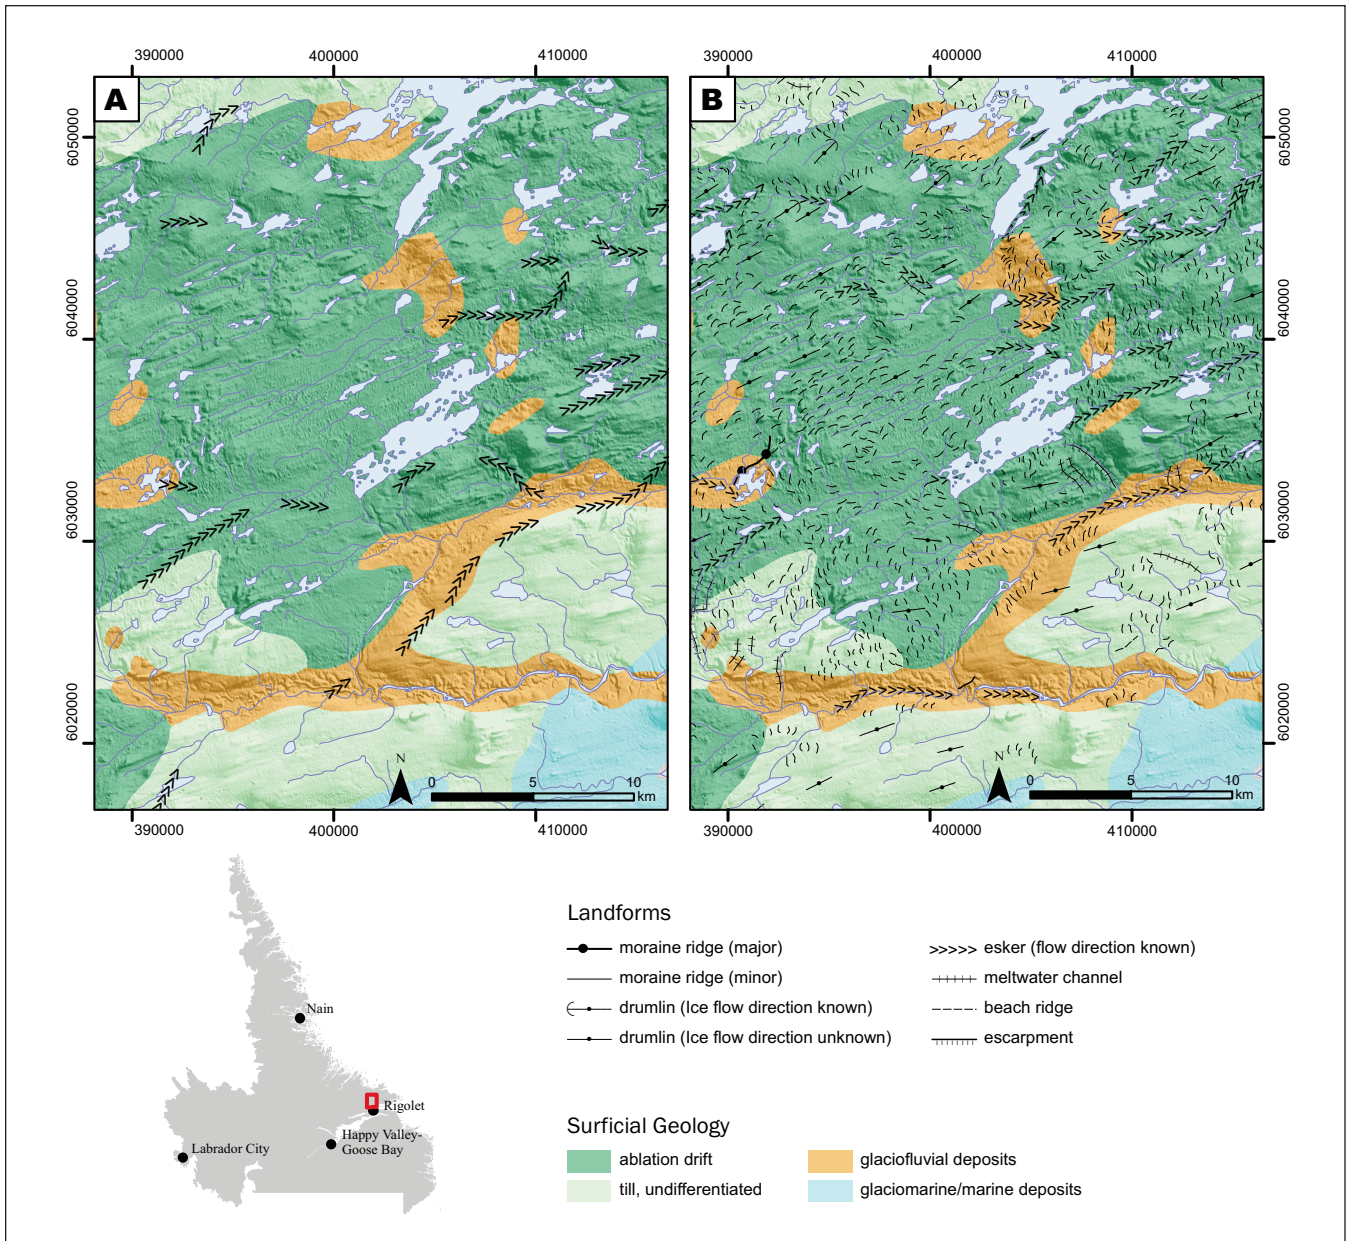 390000 400000 410000 390000 400000 410000
A B
6050000 6050000
6040000 6040000
6030000 6030000
6020000 6020000
N 0 5 10 km
N 0 5 10 km
390000 400000 410000 390000 400000 410000
Nain
Rigolet
Happy Valley-
Goose Bay
Labrador City
Landforms
moraine ridge (major)
moraine ridge (minor)
drumlin (Ice flow direction known)
drumlin (Ice flow direction unknown)
esker (flow direction known)
meltwater channel
beach ridge
escarpment
Surficial Geology
ablation drift
till, undifferentiated
glaciofluvial deposits
glaciomarine/marine deposits